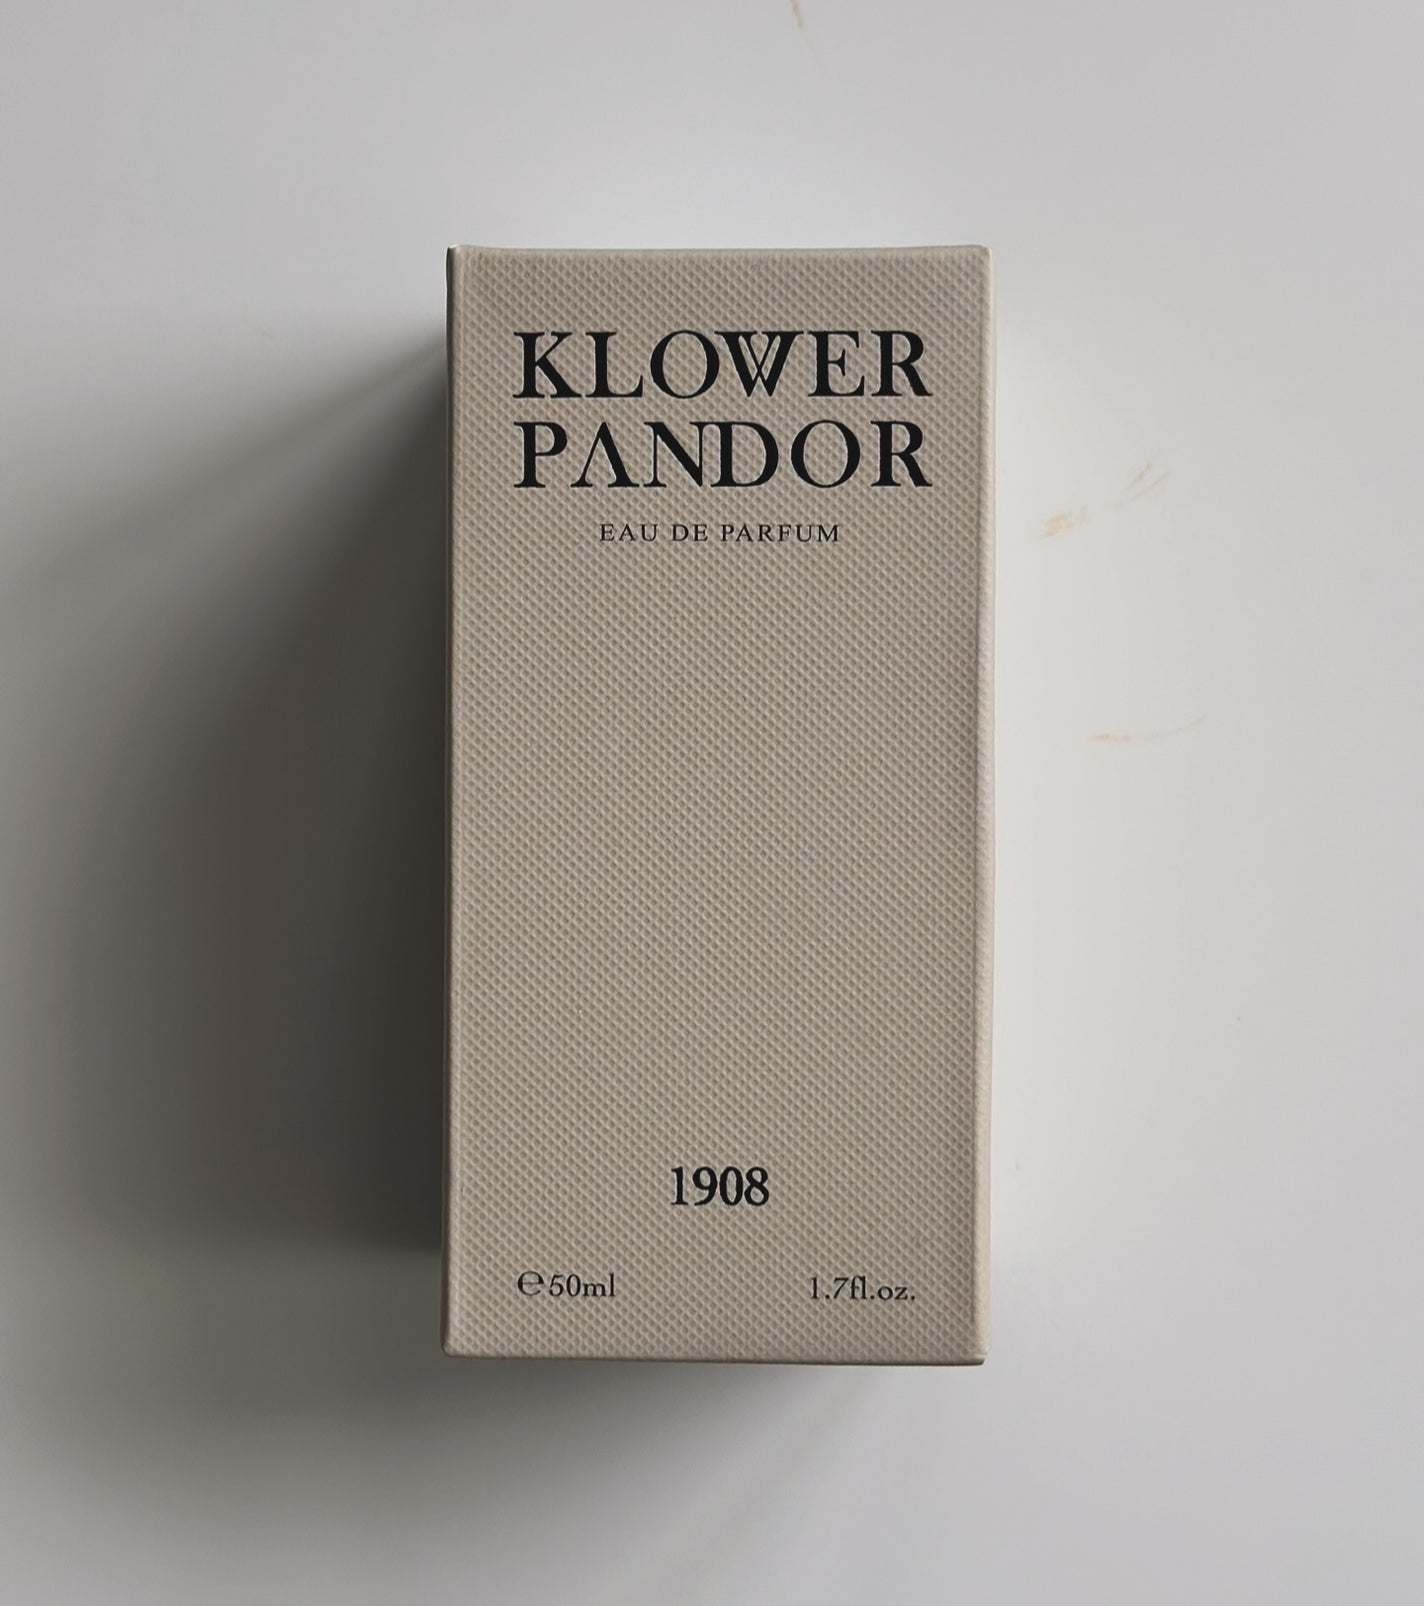 KLOWER
PANDOR
EAU DE PARFUM
1908
℮50ml 1.7fl.oz.